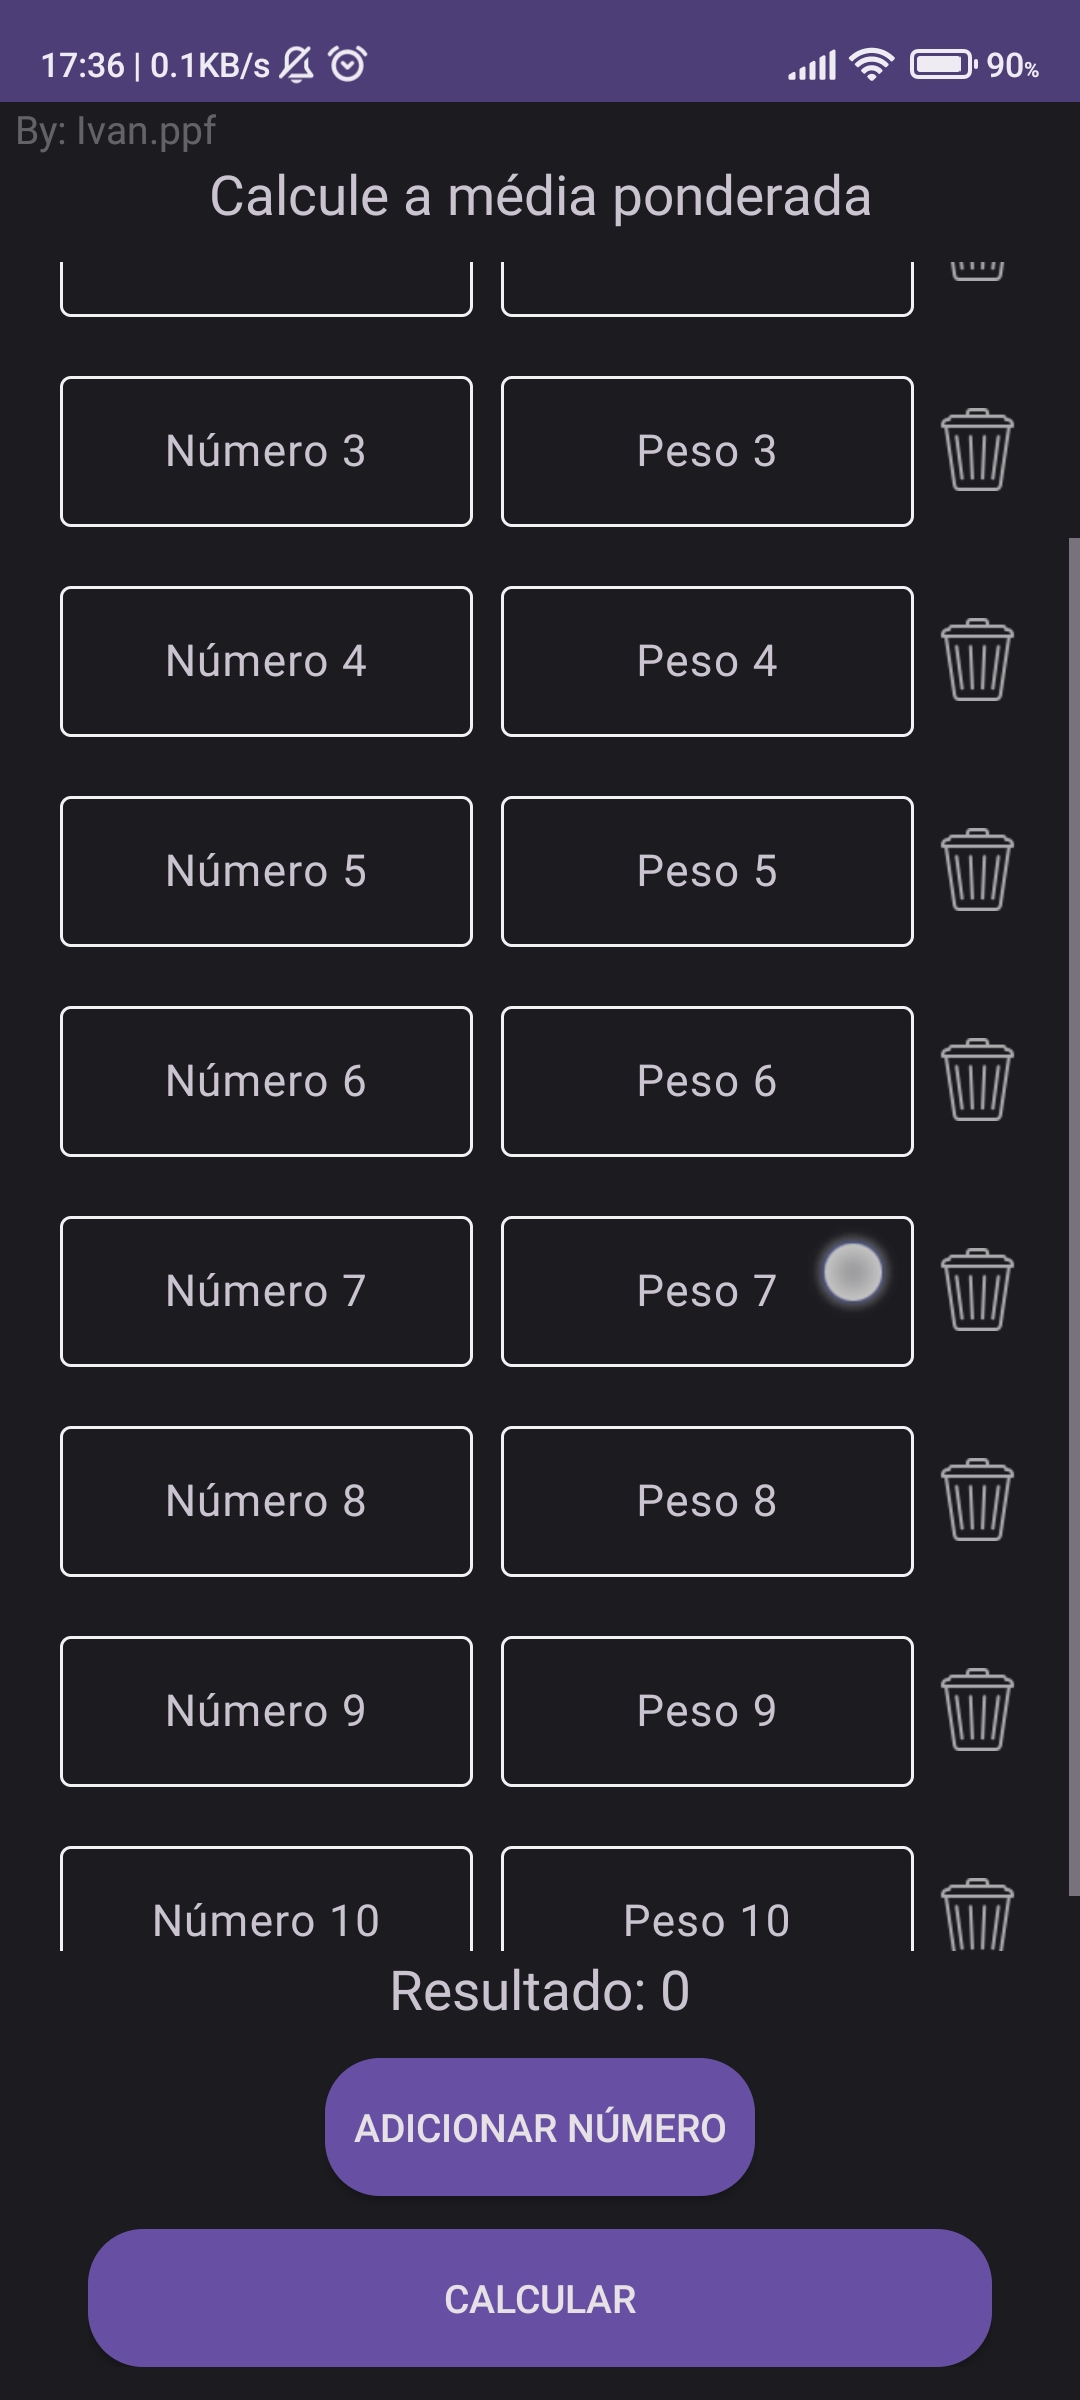 17:36 | 0.1KB/s 90%
By: Ivan.ppf
Calcule a média ponderada
Número 3 Peso 3
Número 4 Peso 4
Número 5 Peso 5
Número 6 Peso 6
Número 7 Peso 7
Número 8 Peso 8
Número 9 Peso 9
Número 10 Peso 10
Resultado: 0
ADICIONAR NÚMERO
CALCULAR